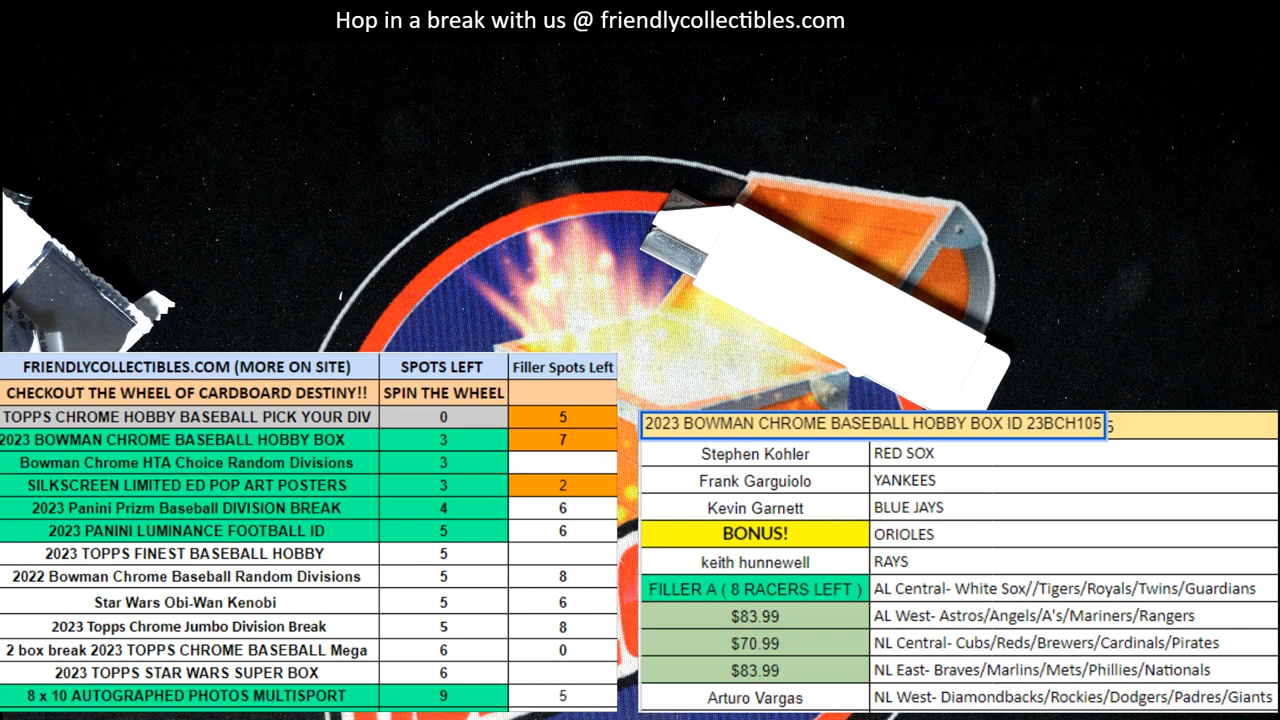 Hop in a break with us @ friendlycollectibles.com
FRIENDLYCOLLECTIBLES.COM (MORE ON SITE) SPOTS LEFT Filler Spots Left
CHECKOUT THE WHEEL OF CARDBOARD DESTINY!! SPIN THE WHEEL
TOPPS CHROME HOBBY BASEBALL PICK YOUR DIV 0 5
2023 BOWMAN CHROME BASEBALL HOBBY BOX 3 7
Bowman Chrome HTA Choice Random Divisions 3
SILKSCREEN LIMITED ED POP ART POSTERS 3 2
2023 Panini Prizm Baseball DIVISION BREAK 4 6
2023 PANINI LUMINANCE FOOTBALL ID 5 6
2023 TOPPS FINEST BASEBALL HOBBY 5
2022 Bowman Chrome Baseball Random Divisions 5 8
Star Wars Obi-Wan Kenobi 5 6
2023 Topps Chrome Jumbo Division Break 5 8
2 box break 2023 TOPPS CHROME BASEBALL Mega 6 0
2023 TOPPS STAR WARS SUPER BOX 6
8 x 10 AUTOGRAPHED PHOTOS MULTISPORT 9 5
2023 BOWMAN CHROME BASEBALL HOBBY BOX ID 23BCH105 5
Stephen Kohler RED SOX
Frank Garguiolo YANKEES
Kevin Garnett BLUE JAYS
BONUS! ORIOLES
keith hunnewell RAYS
FILLER A ( 8 RACERS LEFT ) AL Central- White Sox//Tigers/Royals/Twins/Guardians
$83.99 AL West- Astros/Angels/A's/Mariners/Rangers
$70.99 NL Central- Cubs/Reds/Brewers/Cardinals/Pirates
$83.99 NL East- Braves/Marlins/Mets/Phillies/Nationals
Arturo Vargas NL West- Diamondbacks/Rockies/Dodgers/Padres/Giants